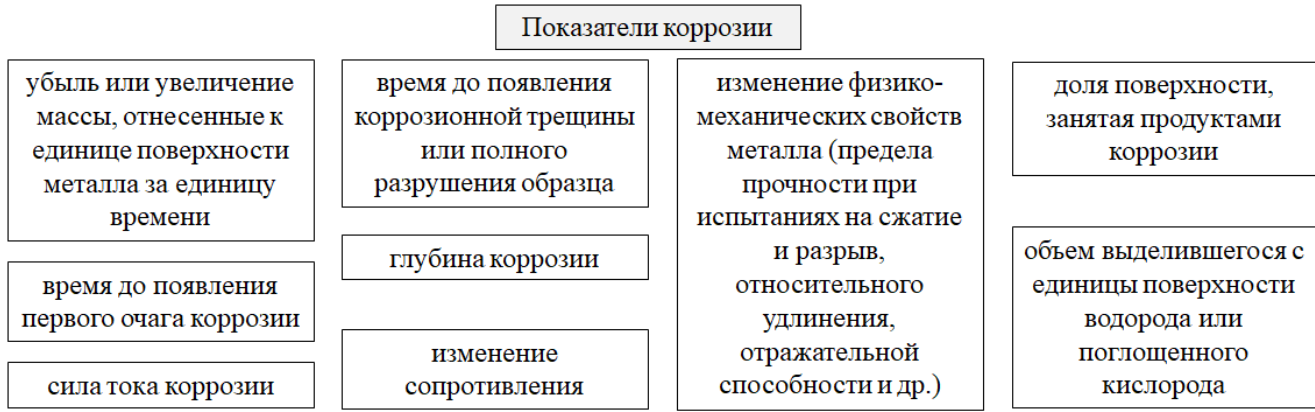 Показатели коррозии
убыль или увеличение
массы, отнесенные к
единице поверхности
металла за единицу
времени
время до появления
первого очага коррозии
сила тока коррозии
время до появления
коррозионной трещины
или полного
разрушения образца
глубина коррозии
изменение
сопротивления
изменение физико-
механических свойств
металла (предела
прочности при
испытаниях на сжатие
и разрыв,
относительного
удлинения,
отражательной
способности и др.)
доля поверхности,
занятая продуктами
коррозии
объем выделившегося с
единицы поверхности
водорода или
поглощенного
кислорода